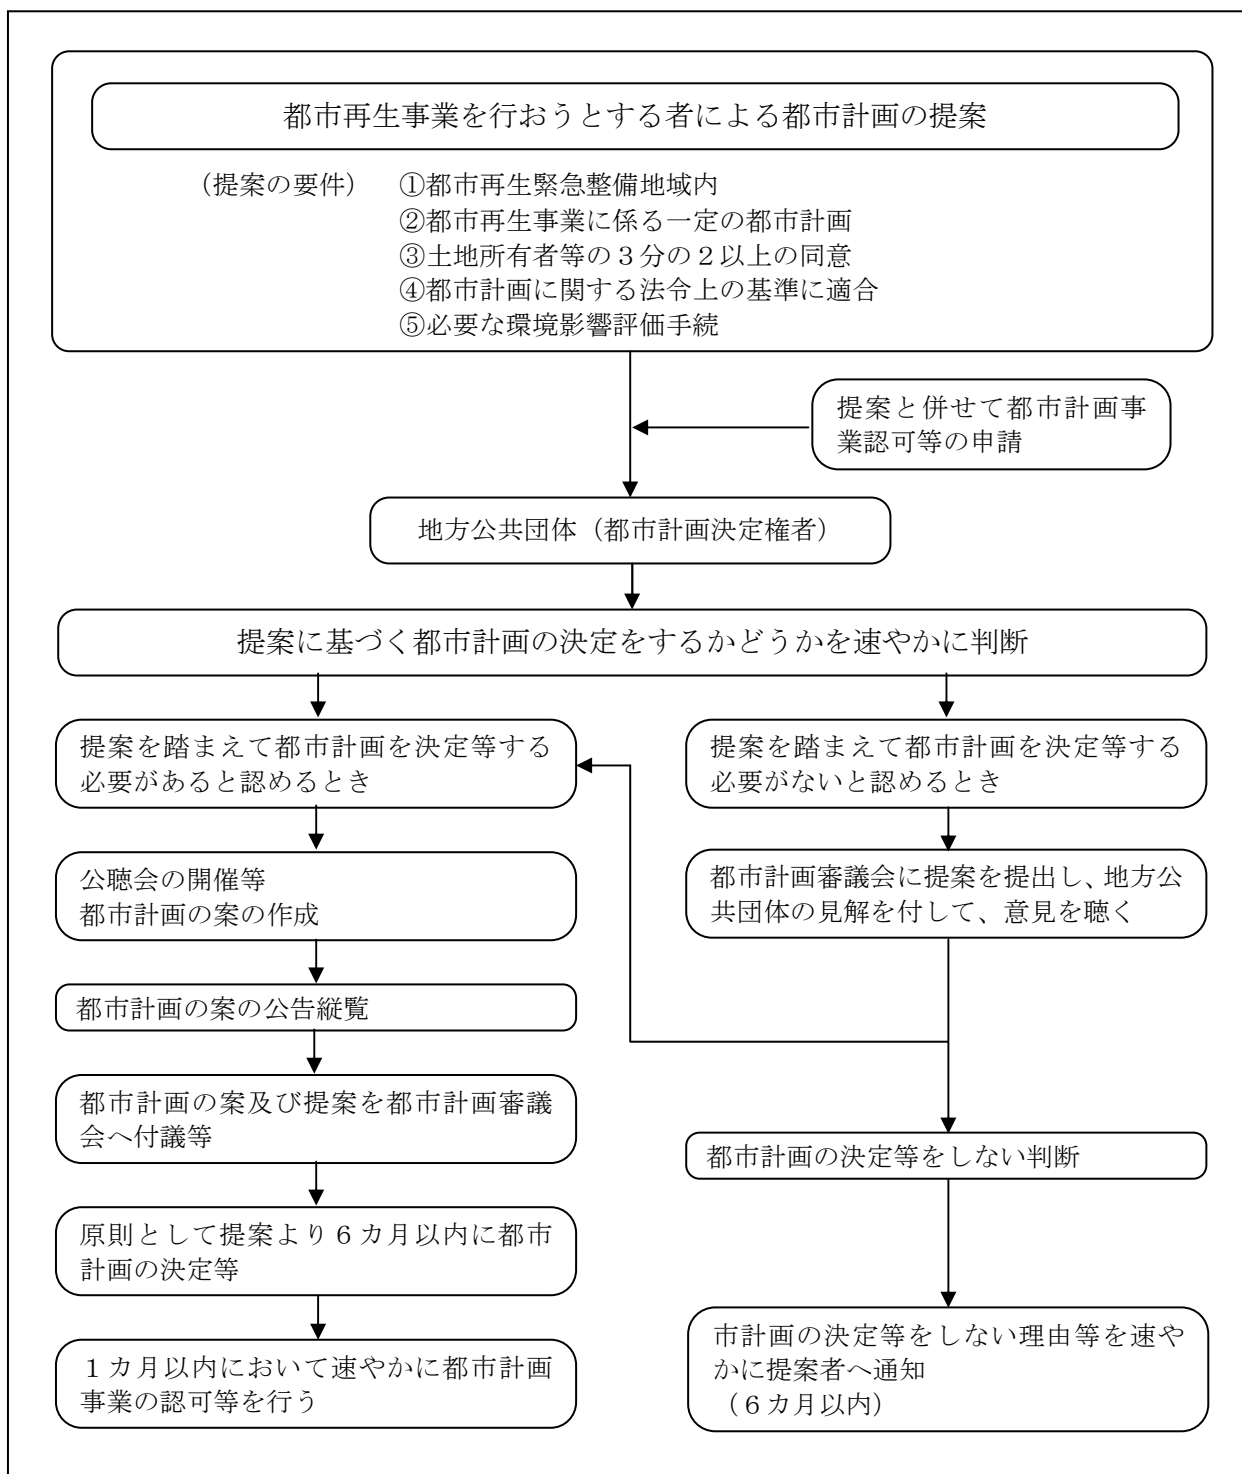 都市再生事業を行おうとする者による都市計画の提案
（提案の要件） ①都市再生緊急整備地域内
②都市再生事業に係る一定の都市計画
③土地所有者等の３分の２以上の同意
④都市計画に関する法令上の基準に適合
⑤必要な環境影響評価手続
提案と併せて都市計画事
業認可等の申請
地方公共団体（都市計画決定権者）
提案に基づく都市計画の決定をするかどうかを速やかに判断
提案を踏まえて都市計画を決定等する
必要があると認めるとき
公聴会の開催等
都市計画の案の作成
都市計画の案の公告縦覧
都市計画の案及び提案を都市計画審議
会へ付議等
原則として提案より６カ月以内に都市
計画の決定等
１カ月以内において速やかに都市計画
事業の認可等を行う
提案を踏まえて都市計画を決定等する
必要がないと認めるとき
都市計画審議会に提案を提出し、地方公
共団体の見解を付して、意見を聴く
都市計画の決定等をしない判断
市計画の決定等をしない理由等を速や
かに提案者へ通知
（６カ月以内）